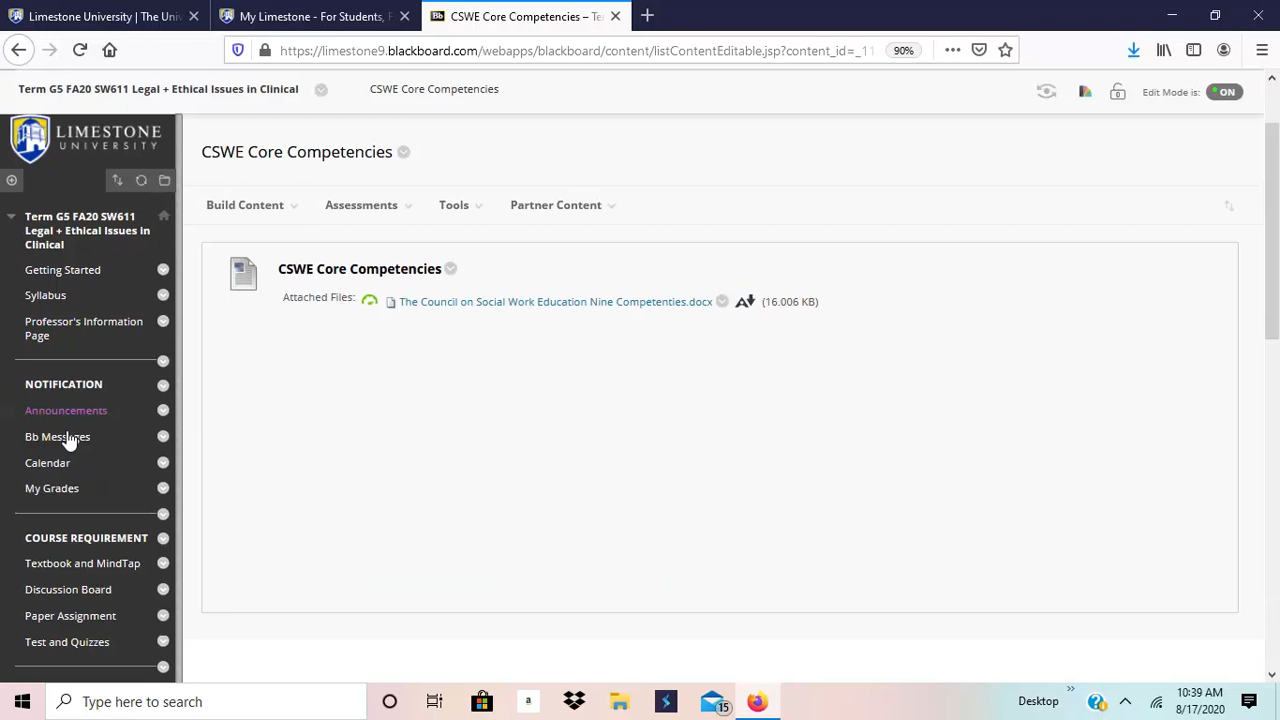 Limestone University | The Uni
My Limestone - For Students, F
Bb CSWE Core Competencies – Te
https://limestone9.blackboard.com/webapps/blackboard/content/listContentEditable.jsp?content_id=_11
90%
Term G5 FA20 SW611 Legal + Ethical Issues in Clinical
CSWE Core Competencies
Edit Mode is: ON
LIMESTONE
UNIVERSITY
CSWE Core Competencies
Build Content
Assessments
Tools
Partner Content
Term G5 FA20 SW611
Legal + Ethical Issues in
Clinical
Getting Started
Syllabus
Professor's Information
Page
NOTIFICATION
Announcements
Bb Messages
Calendar
My Grades
COURSE REQUIREMENT
Textbook and MindTap
Discussion Board
Paper Assignment
Test and Quizzes
CSWE Core Competencies
Attached Files: The Council on Social Work Education Nine Competenties.docx A (16.006 KB)
Type here to search
a
15
Desktop
10:39 AM
8/17/2020